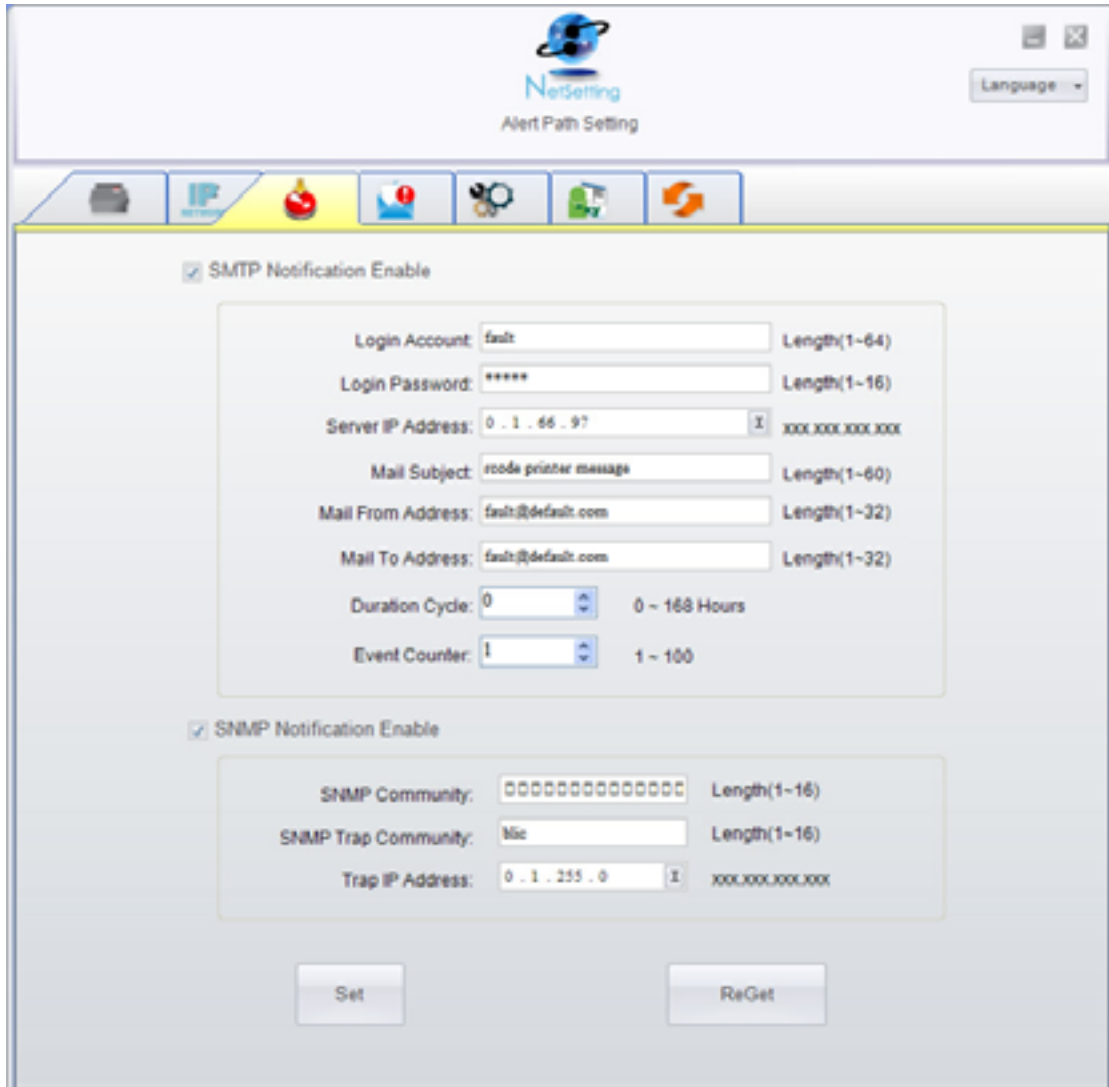 NetSetting
Language
Alert Path Setting
IP
SMTP Notification Enable
Login Account: fault Length(1~64)
Login Password: ***** Length(1~16)
Server IP Address: 0 . 1 . 66 . 97 X xxx.xxx.xxx.xxx
Mail Subject: rcode printer message Length(1~60)
Mail From Address: fault@default.com Length(1~32)
Mail To Address: fault@default.com Length(1~32)
Duration Cycle: 0 0 ~ 168 Hours
Event Counter: 1 1 ~ 100
SNMP Notification Enable
SNMP Community: Length(1~16)
SNMP Trap Community: blic Length(1~16)
Trap IP Address: 0 . 1 . 255 . 0 X xxx.xxx.xxx.xxx
Set ReGet